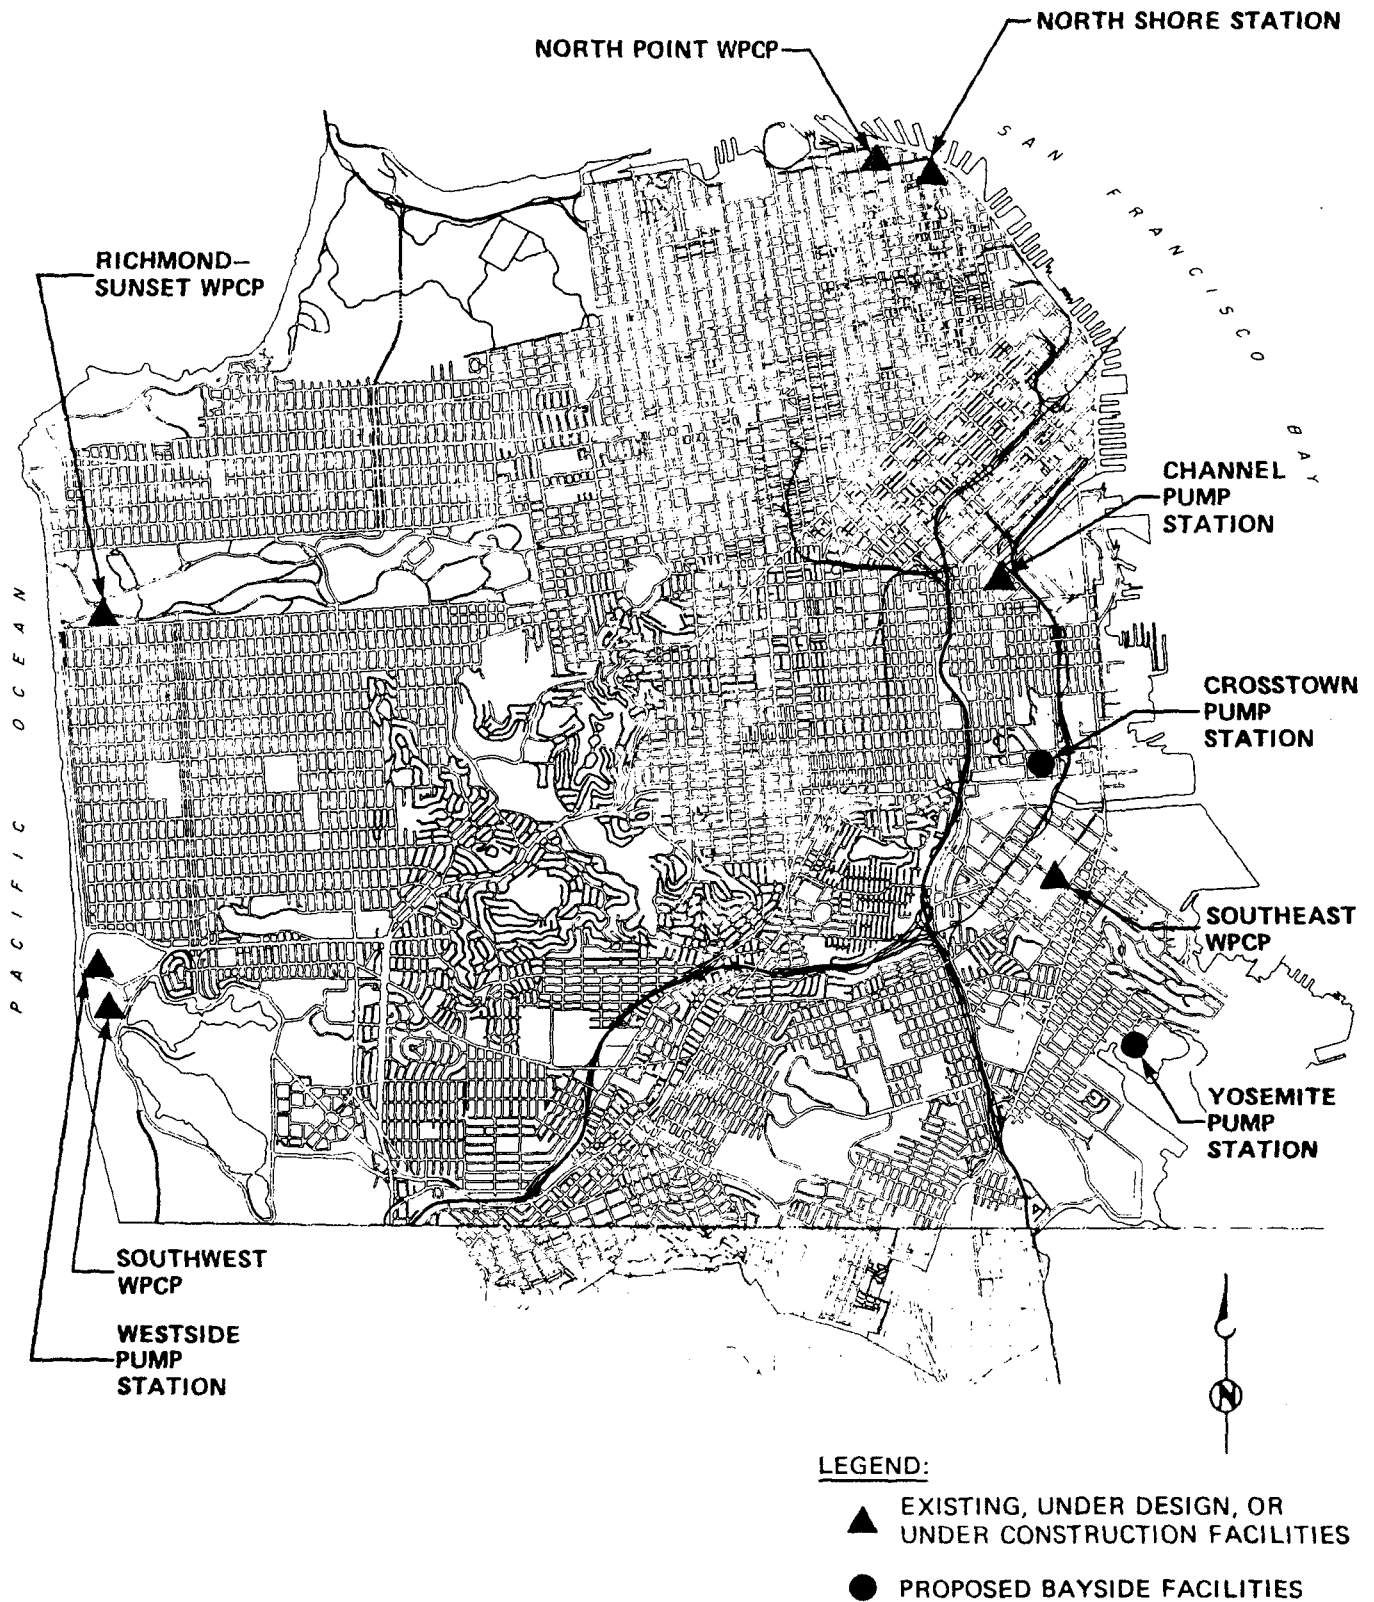 NORTH SHORE STATION
NORTH POINT WPCP
SAN FRANCISCO BAY
RICHMOND-
SUNSET WPCP
CHANNEL
PUMP
STATION
PACIFIC OCEAN
CROSSTOWN
PUMP
STATION
SOUTHEAST
WPCP
YOSEMITE
PUMP
STATION
SOUTHWEST
WPCP
WESTSIDE
PUMP
STATION
N
LEGEND:
EXISTING, UNDER DESIGN, OR
UNDER CONSTRUCTION FACILITIES
PROPOSED BAYSIDE FACILITIES